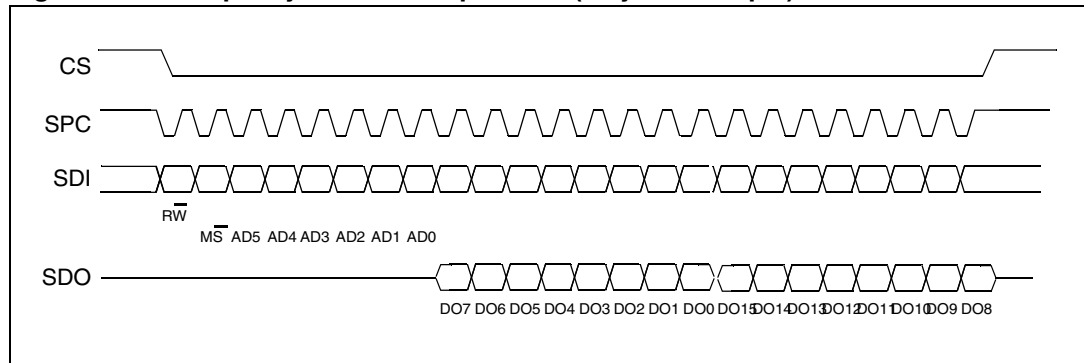 CS
SPC
SDI
RW
MS AD5 AD4 AD3 AD2 AD1 AD0
SDO
DO7 DO6 DO5 DO4 DO3 DO2 DO1 DO0 DO15 DO14 DO13 DO12 DO11 DO10 DO9 DO8